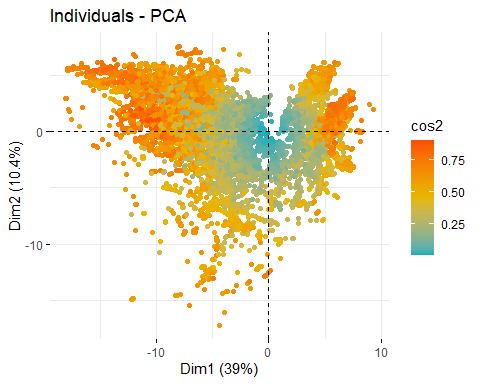 Individuals - PCA
cos2
0.75
0.50
0.25
0
-10
Dim2 (10.4%)
-10
0
10
Dim1 (39%)